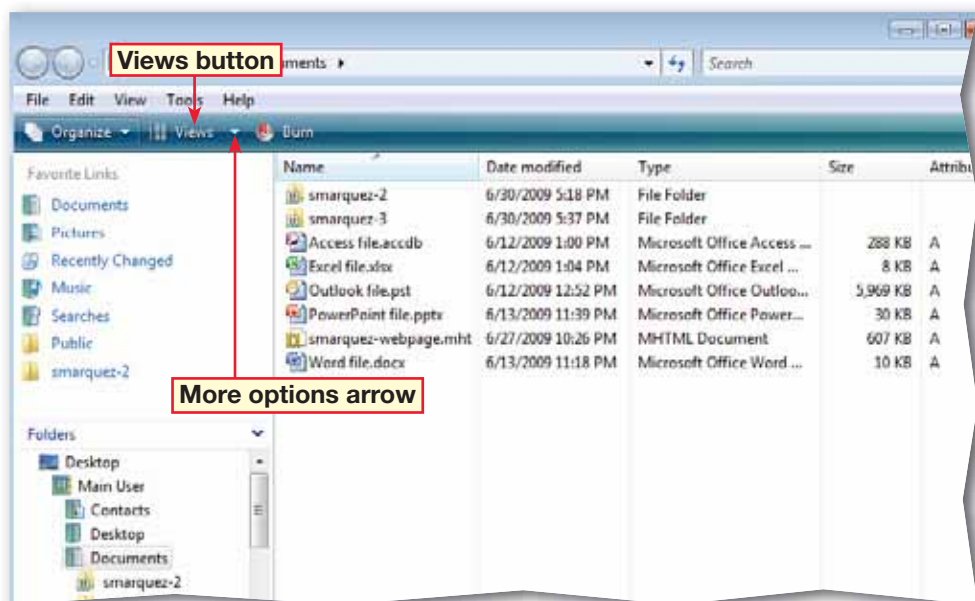 Views button
uments
Search
File Edit View Tools Help
Organize Views Burn
Favorite Links
Documents
Pictures
Recently Changed
Music
Searches
Public
smarquez-2
More options arrow
Folders
Desktop
Main User
Contacts
Desktop
Documents
smarquez-2
Name Date modified Type Size Attribu
smarquez-2 6/30/2009 5:18 PM File Folder
smarquez-3 6/30/2009 5:37 PM File Folder
Access file.accdb 6/12/2009 1:00 PM Microsoft Office Access ... 288 KB A
Excel file.xlsx 6/12/2009 1:04 PM Microsoft Office Excel ... 8 KB A
Outlook file.pst 6/12/2009 12:52 PM Microsoft Office Outloo... 5,969 KB A
PowerPoint file.pptx 6/13/2009 11:39 PM Microsoft Office Power... 30 KB A
smarquez-webpage.mht 6/27/2009 10:26 PM MHTML Document 607 KB A
Word file.docx 6/13/2009 11:18 PM Microsoft Office Word ... 10 KB A